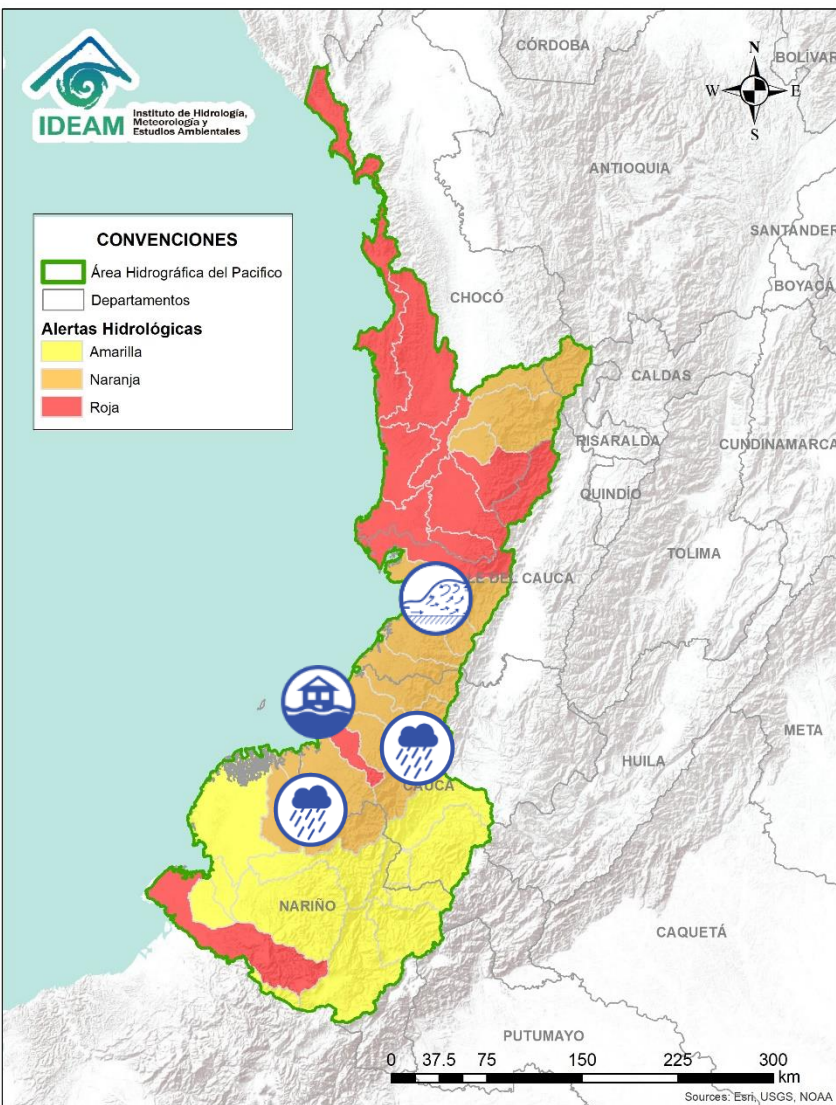 IDEAM
Instituto de Hidrología,
Meteorología y
Estudios Ambientales
CÓRDOBA
BOLÍVAR
N
W
E
S
ANTIOQUIA
SANTANDER
BOYACÁ
CONVENCIONES
Área Hidrográfica del Pacifico
Departamentos
Alertas Hidrológicas
Amarilla
Naranja
Roja
CHOCÓ
CALDAS
RISARALDA
CUNDINAMARCA
QUINDÍO
TOLIMA
LE DEL CAUCA
META
HUILA
CAUCA
NARIÑO
CAQUETÁ
PUTUMAYO
0 37.5 75 150 225 300
km
Sources: Esri, USGS, NOAA